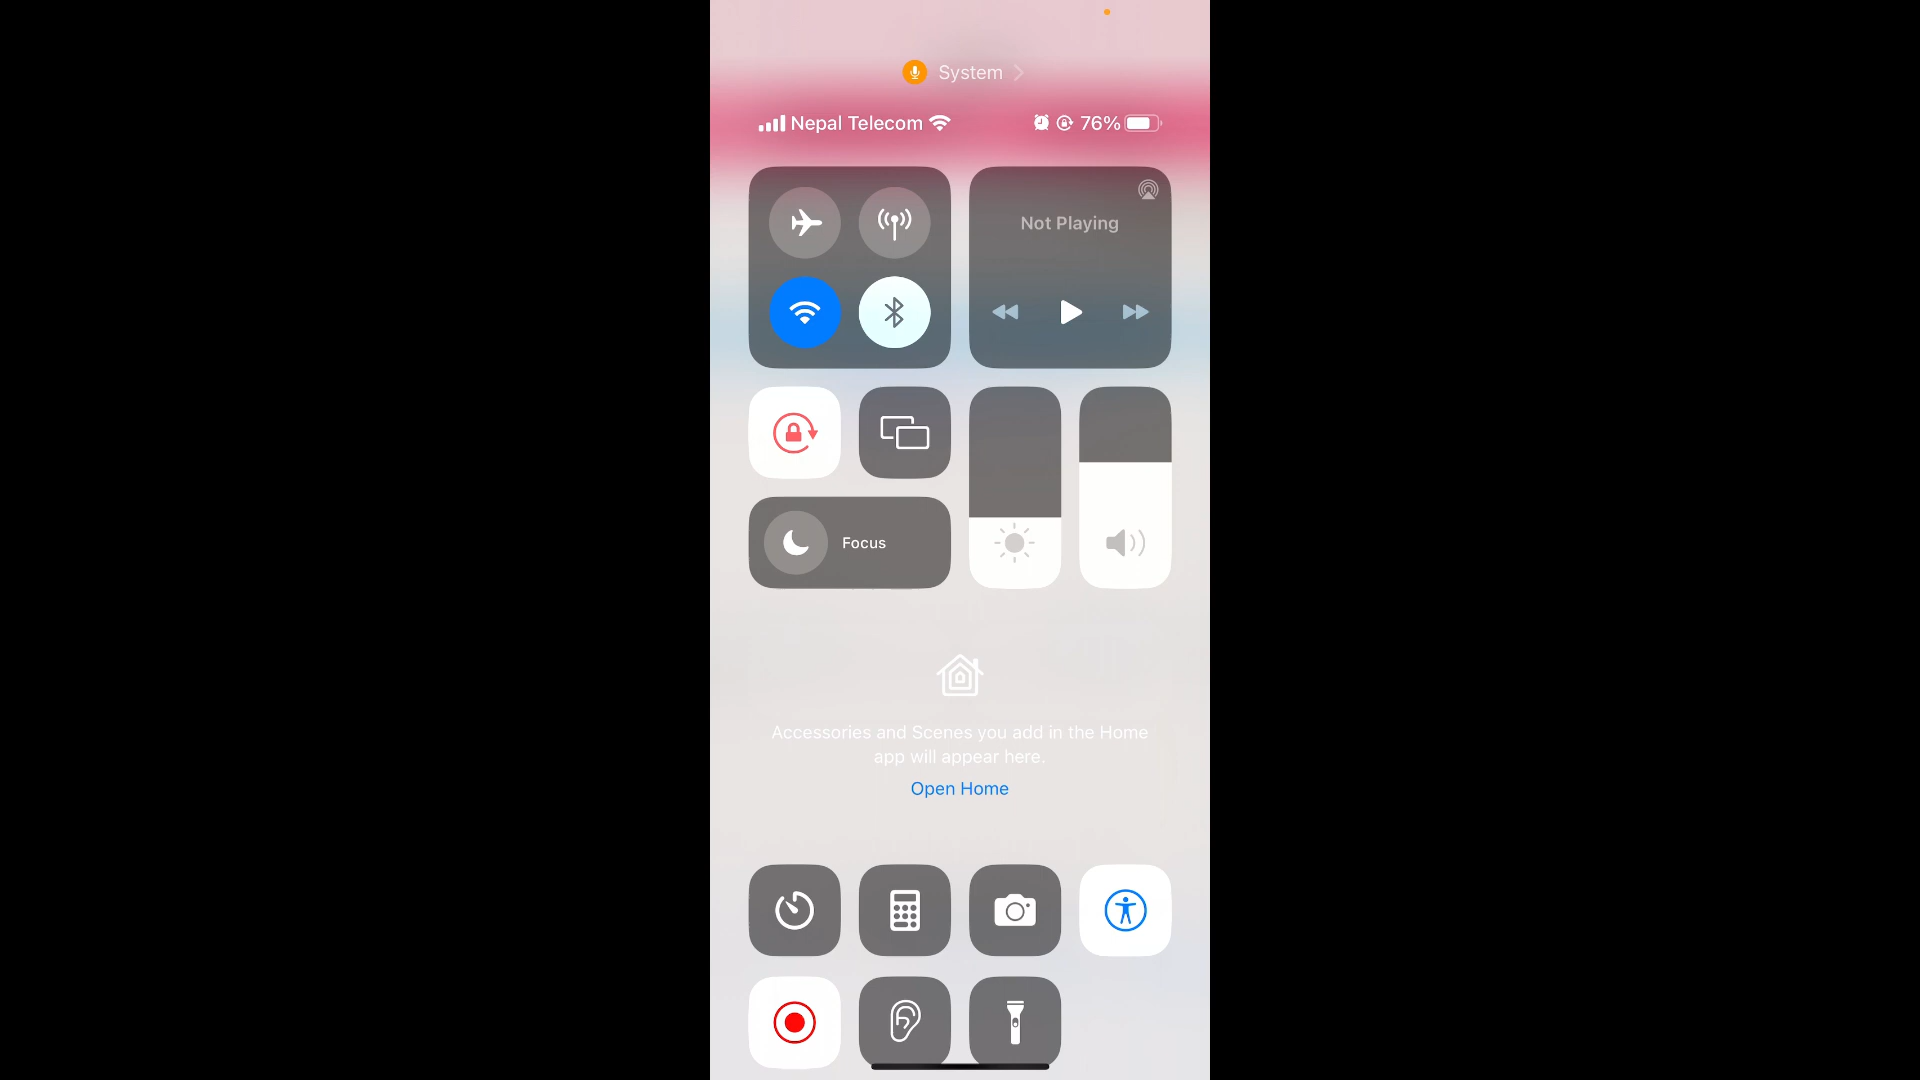 System
Nepal Telecom 76%
Not Playing
Focus
Accessories and Scenes you add in the Home
app will appear here.
Open Home